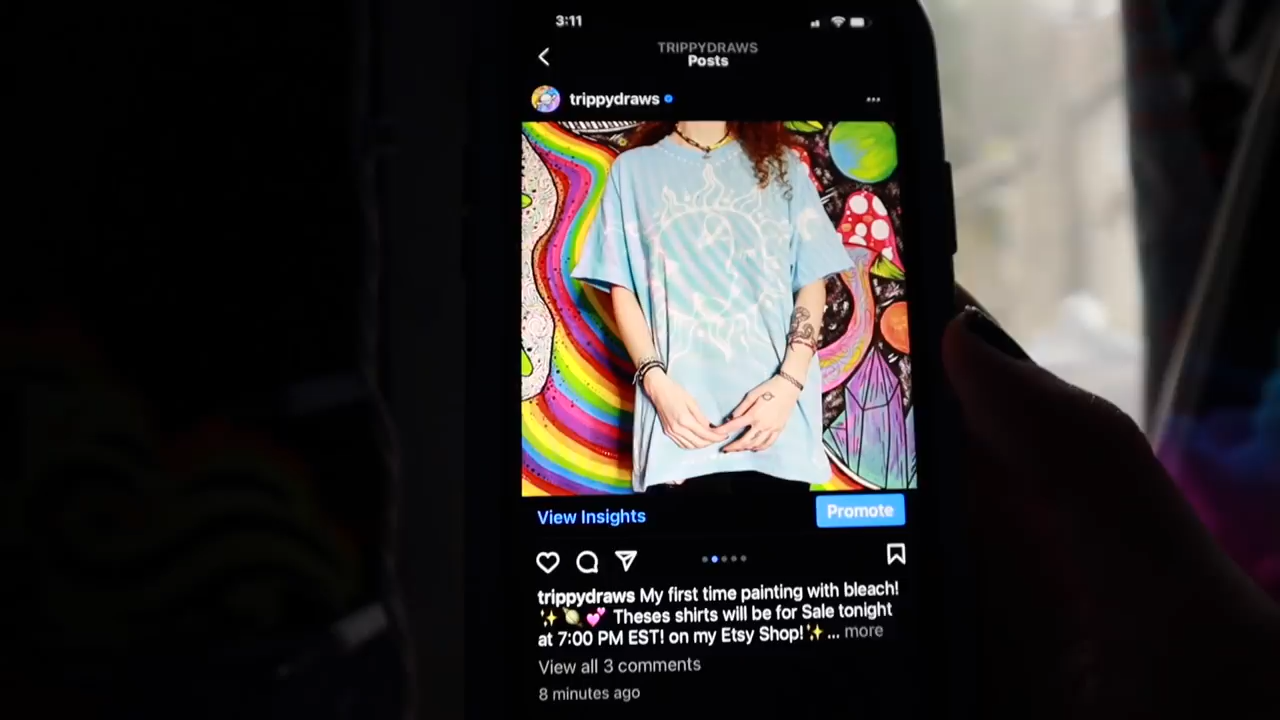 3:11
TRIPPYDRAWS
Posts
trippydraws
View Insights
Promote
trippydraws My first time painting with bleach!
✨🪐💕 Theses shirts will be for Sale tonight
at 7:00 PM EST! on my Etsy Shop!✨... more
View all 3 comments
8 minutes ago